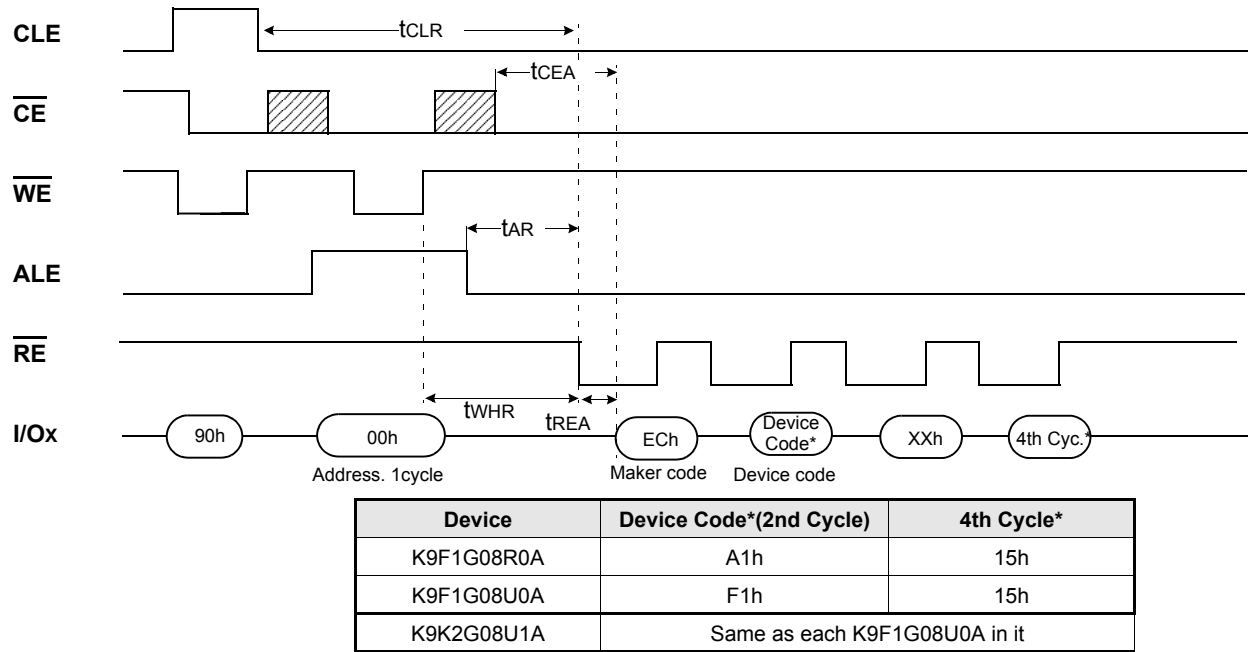 CLE
tCLR
tCEA
CE
WE
tAR
ALE
RE
tWHR
tREA
I/Ox
90h
00h
ECh
Device
Code*
XXh
4th Cyc.*
Address. 1cycle
Maker code
Device code
Device Device Code*(2nd Cycle) 4th Cycle*
K9F1G08R0A A1h 15h
K9F1G08U0A F1h 15h
K9K2G08U1A Same as each K9F1G08U0A in it